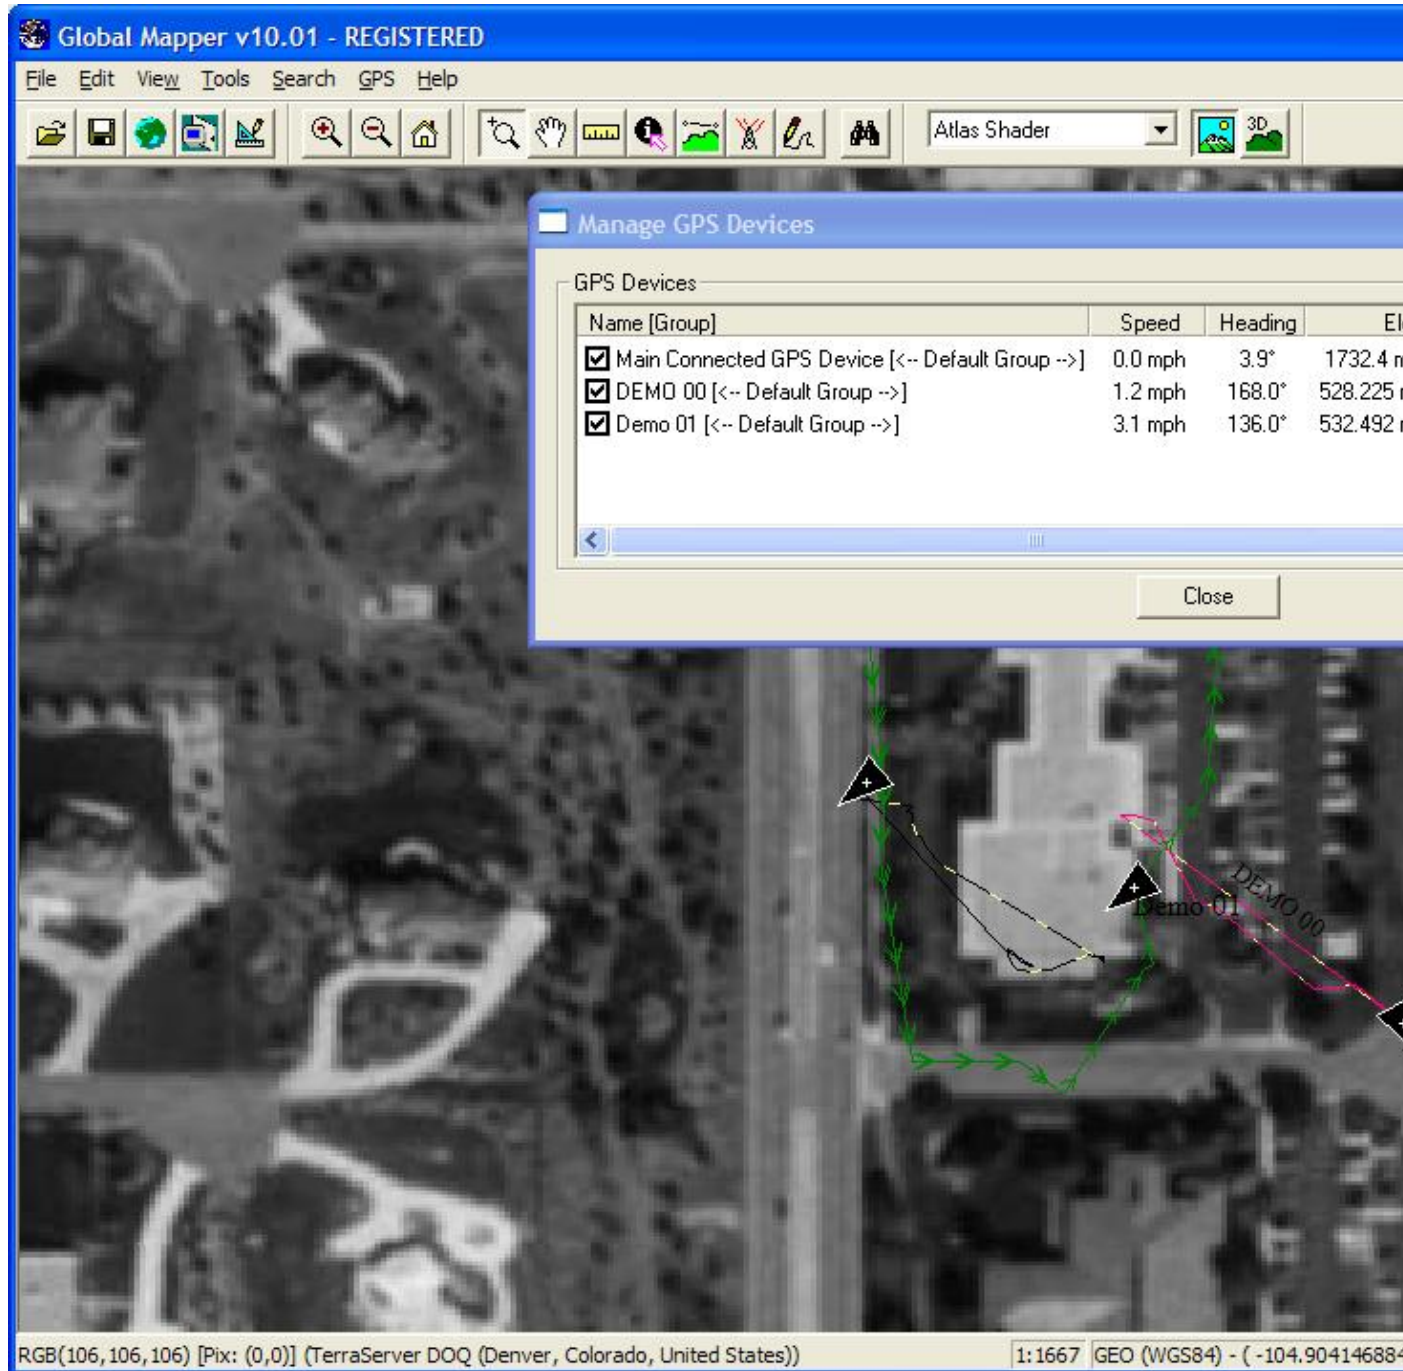 Global Mapper v10.01 - REGISTERED
File Edit View Tools Search GPS Help
Atlas Shader
3D
Manage GPS Devices
GPS Devices
Name [Group] Speed Heading
Main Connected GPS Device [<-- Default Group -->] 0.0 mph 3.9° 1732.4
DEMO 00 [<-- Default Group -->] 1.2 mph 168.0° 528.225
Demo 01 [<-- Default Group -->] 3.1 mph 136.0° 532.492
Close
DEMO 00
Demo 01
RGB(106,106,106) [Pix: (0,0)] (TerraServer DOQ (Denver, Colorado, United States)) 1:1667 GEO (WGS84) - ( -104.90414688